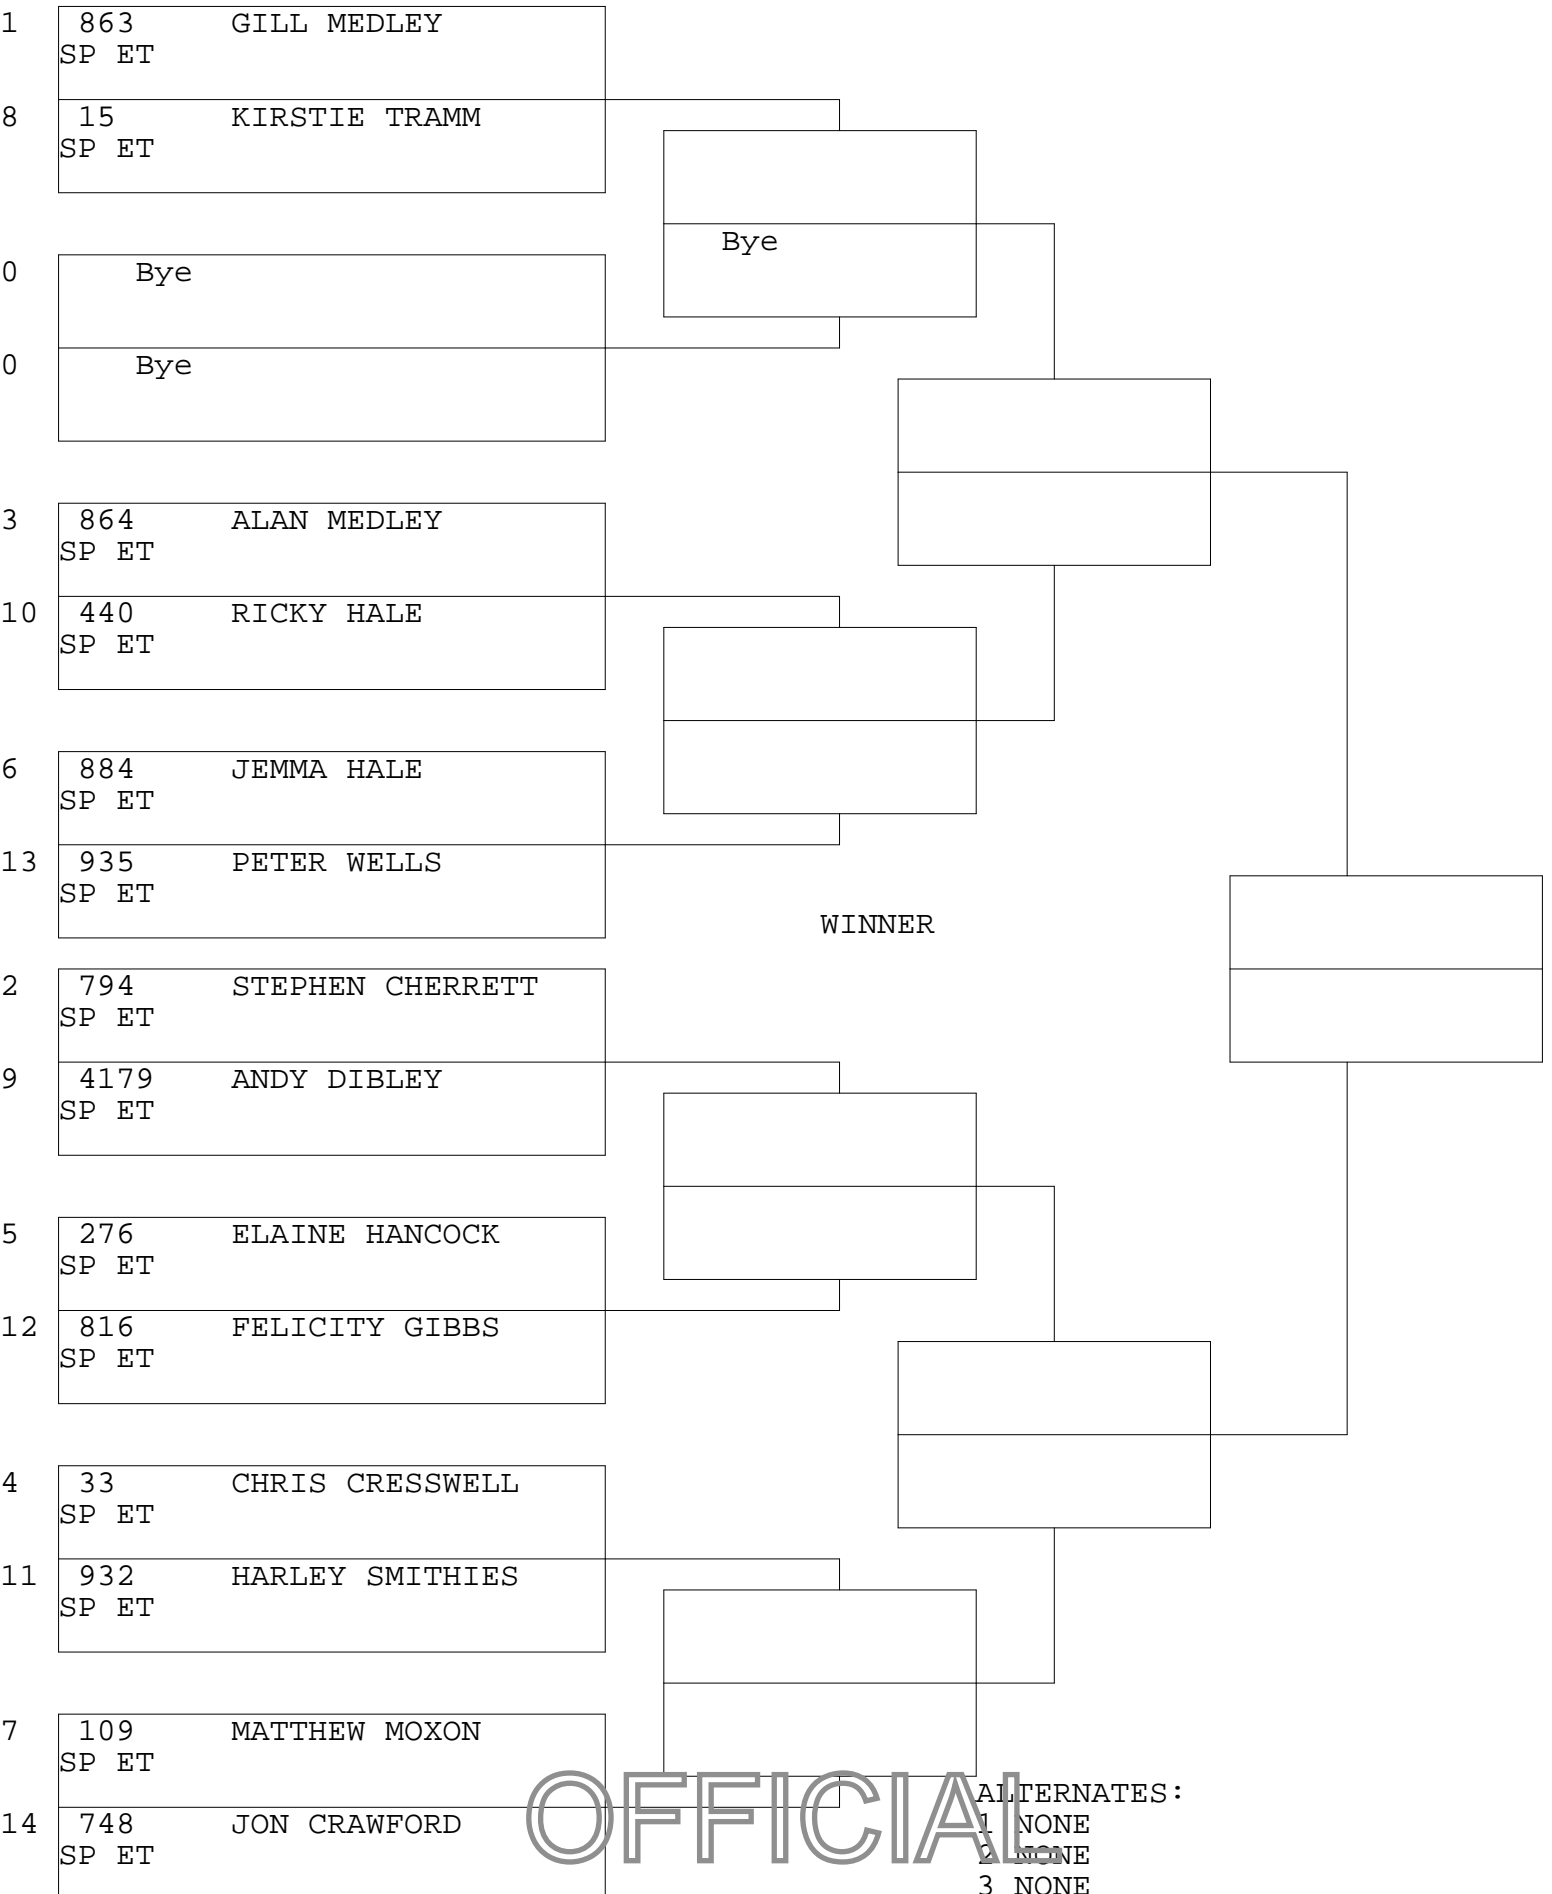 1 863 GILL MEDLEY
SP ET
8 15 KIRSTIE TRAMM
SP ET
Bye
0 Bye
0 Bye
3 864 ALAN MEDLEY
SP ET
10 440 RICKY HALE
SP ET
6 884 JEMMA HALE
SP ET
13 935 PETER WELLS
SP ET
WINNER
2 794 STEPHEN CHERRETT
SP ET
9 4179 ANDY DIBLEY
SP ET
5 276 ELAINE HANCOCK
SP ET
12 816 FELICITY GIBBS
SP ET
4 33 CHRIS CRESSWELL
SP ET
11 932 HARLEY SMITHIES
SP ET
7 109 MATTHEW MOXON
SP ET
14 748 JON CRAWFORD
SP ET
OFFICIAL
ALTERNATES:
1 NONE
2 NONE
3 NONE